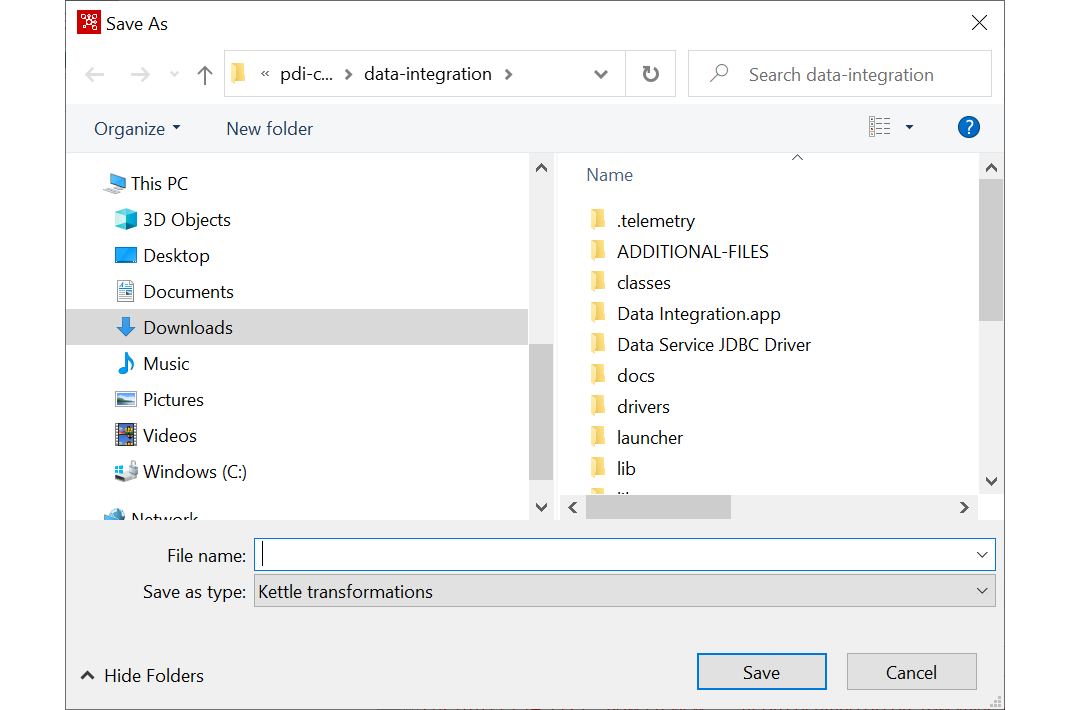 Save As
« pdi-c... > data-integration >
Search data-integration
Organize
New folder
?
This PC
3D Objects
Desktop
Documents
Downloads
Music
Pictures
Videos
Windows (C:)
Network
Name
.telemetry
ADDITIONAL-FILES
classes
Data Integration.app
Data Service JDBC Driver
docs
drivers
launcher
lib
File name:
Save as type: Kettle transformations
Hide Folders
Save
Cancel